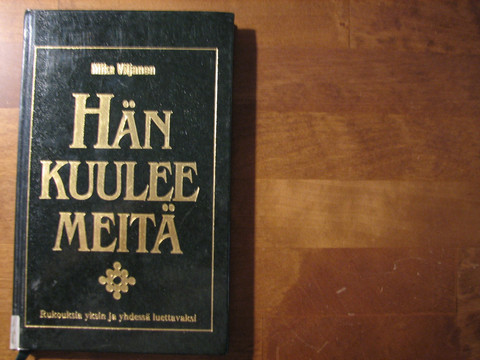 Mika Viljanen
HÄN
KUULEE
MEITÄ
Rukouksia yksin ja yhdessä luettavaksi